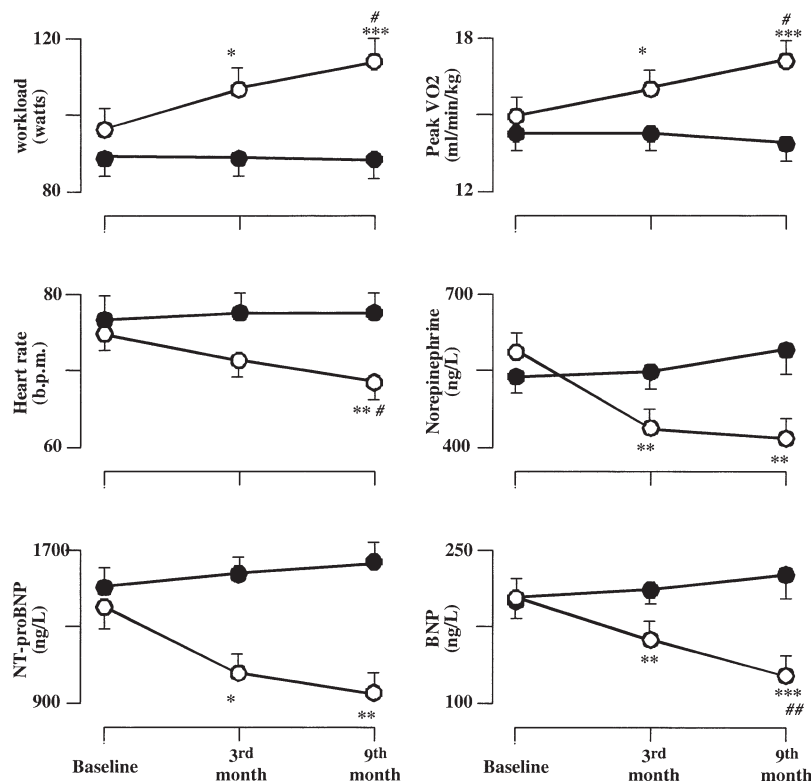 #
***
*
120
workload
(watts)
80
#
***
*
18
Peak VO2
(ml/min/kg)
12
80
Heart rate
(b.p.m.)
** #
60
700
Norepinephrine
(ng/L)
400
**
**
1700
NT-proBNP
(ng/L)
900
*
**
250
BNP
(ng/L)
100
**
***
##
Baseline
3rd
month
9th
month
Baseline
3rd
month
9th
month